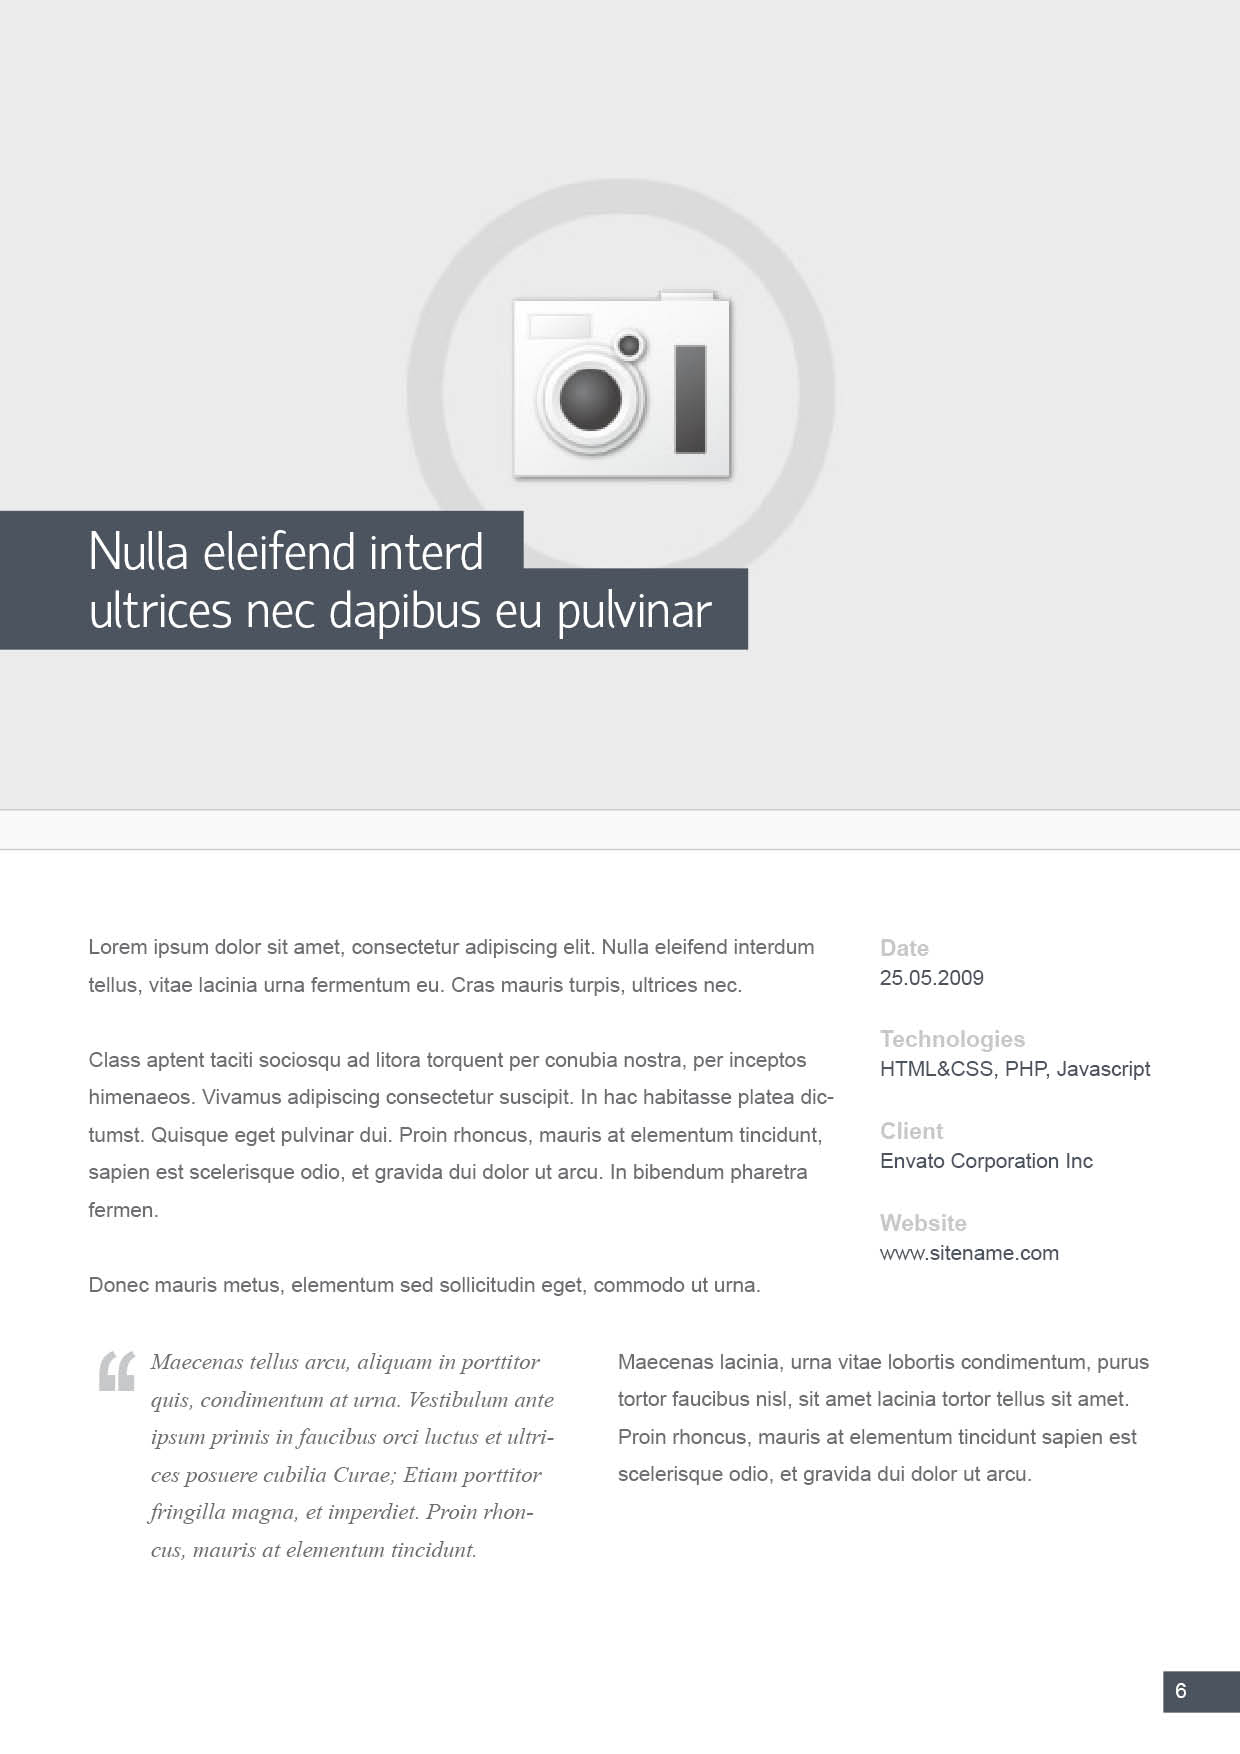 Nulla eleifend interd
ultrices nec dapibus eu pulvinar
Lorem ipsum dolor sit amet, consectetur adipiscing elit. Nulla eleifend interdum
tellus, vitae lacinia urna fermentum eu. Cras mauris turpis, ultrices nec.
Class aptent taciti sociosqu ad litora torquent per conubia nostra, per inceptos
himenaeos. Vivamus adipiscing consectetur suscipit. In hac habitasse platea dic-
tumst. Quisque eget pulvinar dui. Proin rhoncus, mauris at elementum tincidunt,
sapien est scelerisque odio, et gravida dui dolor ut arcu. In bibendum pharetra
fermen.
Donec mauris metus, elementum sed sollicitudin eget, commodo ut urna.
Date
25.05.2009
Technologies
HTML&CSS, PHP, Javascript
Client
Envato Corporation Inc
Website
www.sitename.com
“ Maecenas tellus arcu, aliquam in porttitor
quis, condimentum at urna. Vestibulum ante
ipsum primis in faucibus orci luctus et ultri-
ces posuere cubilia Curae; Etiam porttitor
fringilla magna, et imperdiet. Proin rhon-
cus, mauris at elementum tincidunt.
Maecenas lacinia, urna vitae lobortis condimentum, purus
tortor faucibus nisl, sit amet lacinia tortor tellus sit amet.
Proin rhoncus, mauris at elementum tincidunt sapien est
scelerisque odio, et gravida dui dolor ut arcu.
6